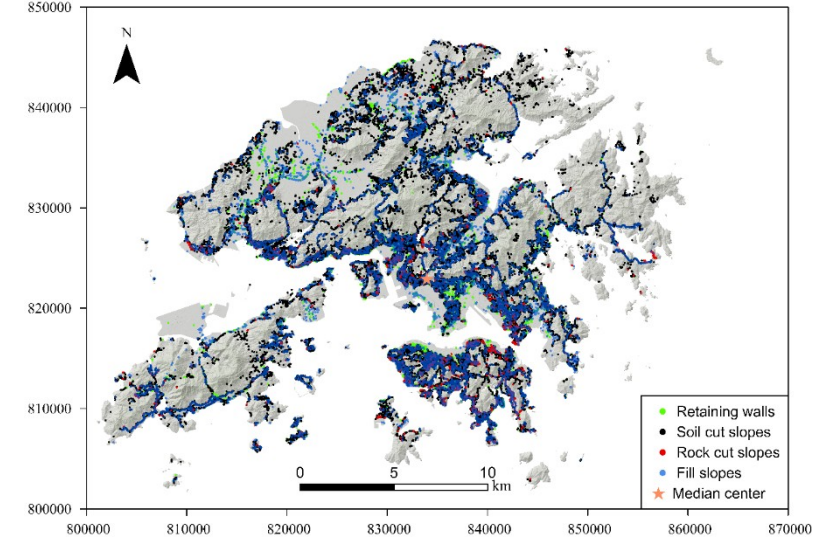 850000
N
840000
830000
820000
810000
Retaining walls
Soil cut slopes
Rock cut slopes
Fill slopes
Median center
0 5 10
km
800000
800000 810000 820000 830000 840000 850000 860000 870000